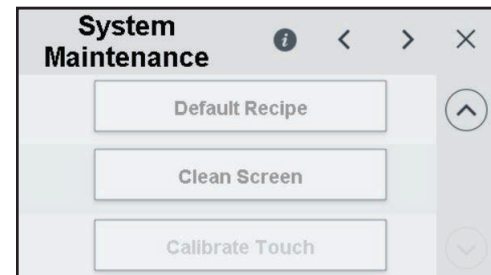 System
Maintenance
Default Recipe
Clean Screen
Calibrate Touch